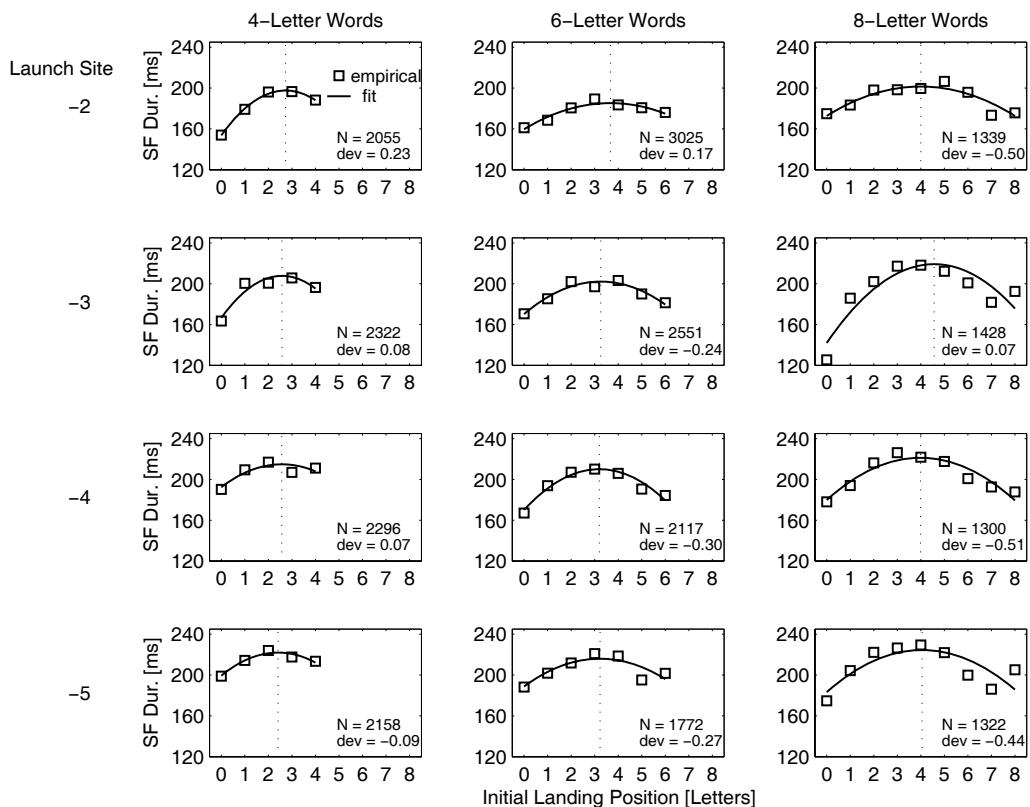 4−Letter Words
6−Letter Words
8−Letter Words
Launch Site
−2
SF Dur. [ms]
240
200
160
120
empirical
fit
N = 2055
dev = 0.23
0 1 2 3 4 5 6 7 8
240
200
160
120
N = 3025
dev = 0.17
0 1 2 3 4 5 6 7 8
240
200
160
120
N = 1339
dev = −0.50
0 1 2 3 4 5 6 7 8
−3
SF Dur. [ms]
240
200
160
120
N = 2322
dev = 0.08
0 1 2 3 4 5 6 7 8
240
200
160
120
N = 2551
dev = −0.24
0 1 2 3 4 5 6 7 8
240
200
160
120
N = 1428
dev = 0.07
0 1 2 3 4 5 6 7 8
−4
SF Dur. [ms]
240
200
160
120
N = 2296
dev = 0.07
0 1 2 3 4 5 6 7 8
240
200
160
120
N = 2117
dev = −0.30
0 1 2 3 4 5 6 7 8
240
200
160
120
N = 1300
dev = −0.51
0 1 2 3 4 5 6 7 8
−5
SF Dur. [ms]
240
200
160
120
N = 2158
dev = −0.09
0 1 2 3 4 5 6 7 8
240
200
160
120
N = 1772
dev = −0.27
0 1 2 3 4 5 6 7 8
240
200
160
120
N = 1322
dev = −0.44
0 1 2 3 4 5 6 7 8
Initial Landing Position [Letters]